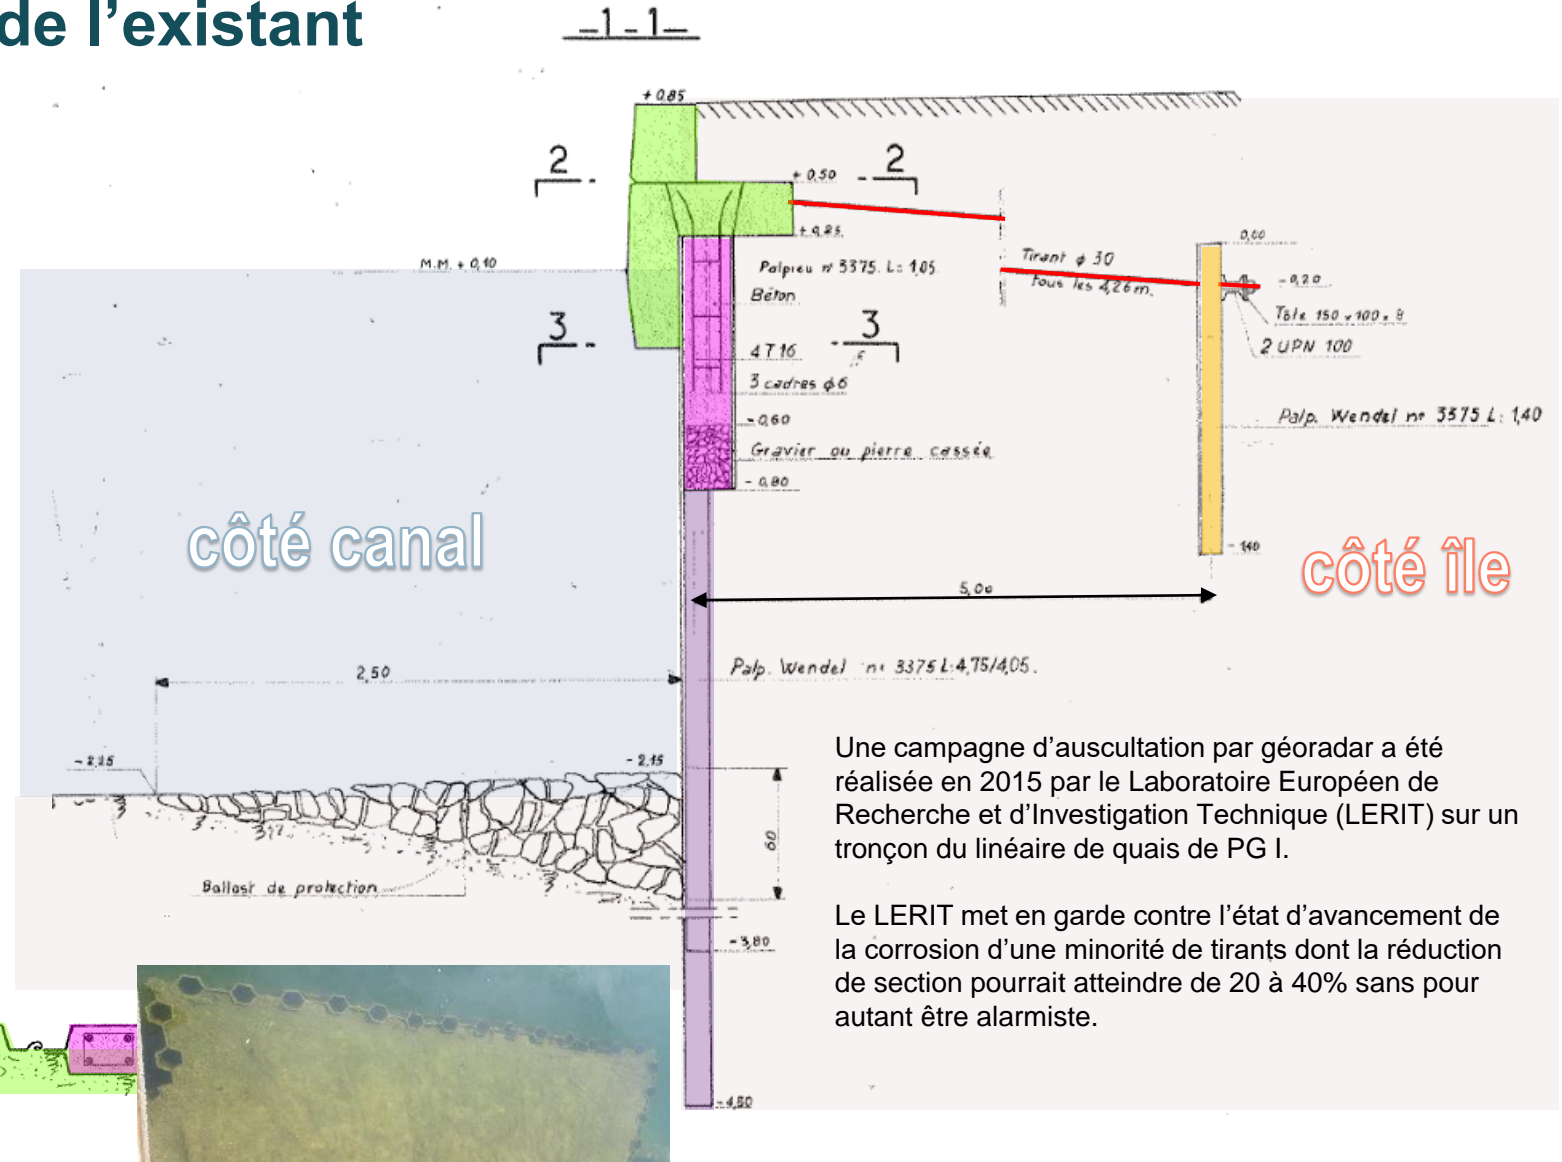 de l’existant
-1-1-
+ 0.85
2
2
+ 0,50
+ 0,25
0,00
M.M. + 0,10
Palpieu n° 3375. L: 1,05
Tirant ϕ 30
tous les 4,26 m.
- 0,20
Béton
Tôle 150 x 100 x 8
3
3
4 T 16
2 UPN 100
3 cadres ϕ 6
- 0,60
Palp. Wendel n° 3375 L: 1,40
Gravier ou pierre cassée
- 0,80
côté canal
- 1,40
côté île
5,00
2,50
Palp. Wendel n° 3375 L: 4,75/4,05.
- 2,25
- 2,15
Une campagne d’auscultation par géoradar a été
réalisée en 2015 par le Laboratoire Européen de
Recherche et d’Investigation Technique (LERIT) sur un
tronçon du linéaire de quais de PG I.
60
Ballast de protection
Le LERIT met en garde contre l’état d’avancement de
la corrosion d’une minorité de tirants dont la réduction
de section pourrait atteindre de 20 à 40% sans pour
autant être alarmiste.
- 3,80